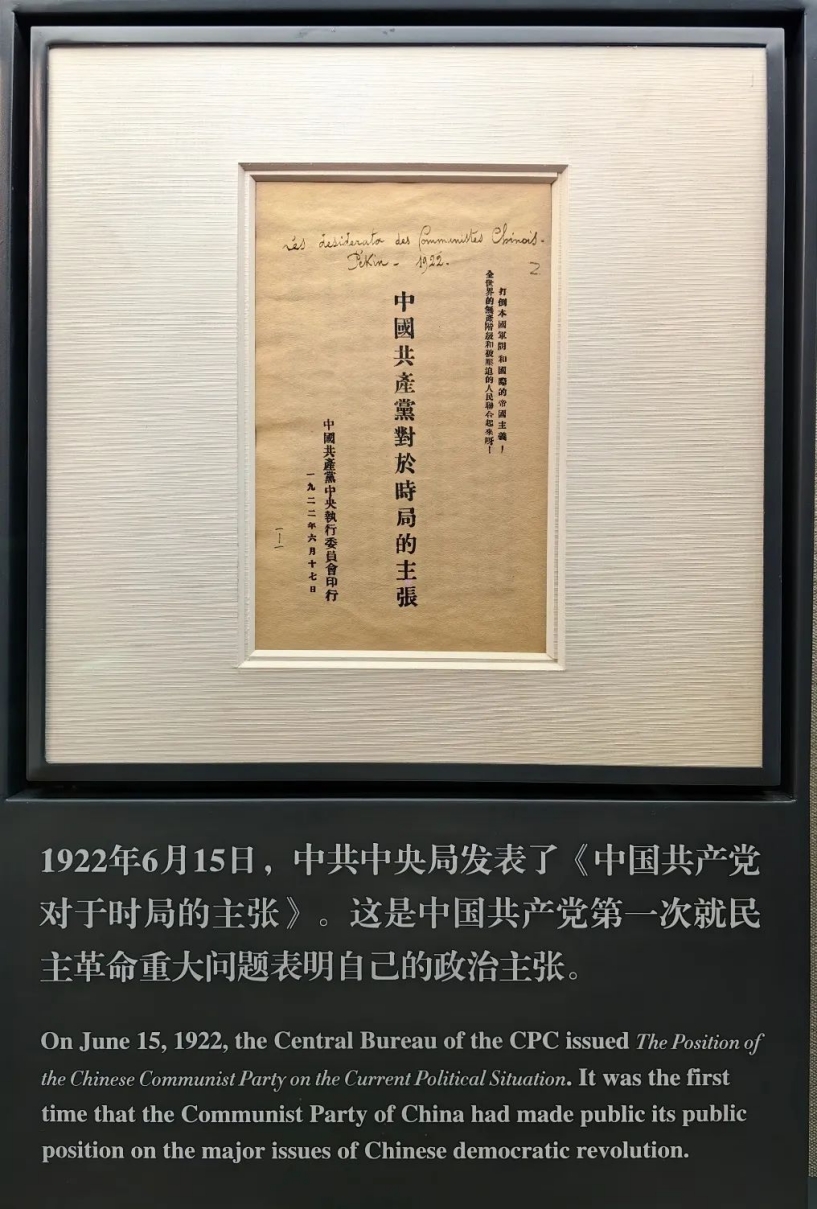 Les desiderata des Communistes Chinois.
Pékin - 1922.
2
打倒本國軍閥和國際的帝國主義！
全世界的無產階級和被壓迫的人民聯合起來呀！
中國共產黨對於時局的主張
中國共產黨中央執行委員會印行
一九二二年六月十七日
（一）
1922年6月15日，中共中央局发表了《中国共产党
对于时局的主张》。这是中国共产党第一次就民
主革命重大问题表明自己的政治主张。
On June 15, 1922, the Central Bureau of the CPC issued The Position of
the Chinese Communist Party on the Current Political Situation. It was the first
time that the Communist Party of China had made public its public
position on the major issues of Chinese democratic revolution.